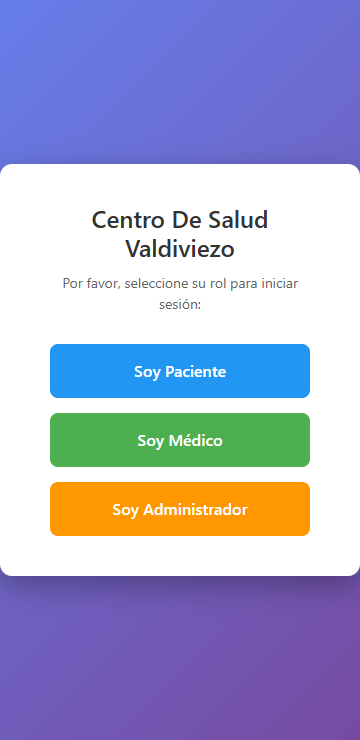 Centro De Salud
Valdiviezo
Por favor, seleccione su rol para iniciar
sesión:
Soy Paciente
Soy Médico
Soy Administrador